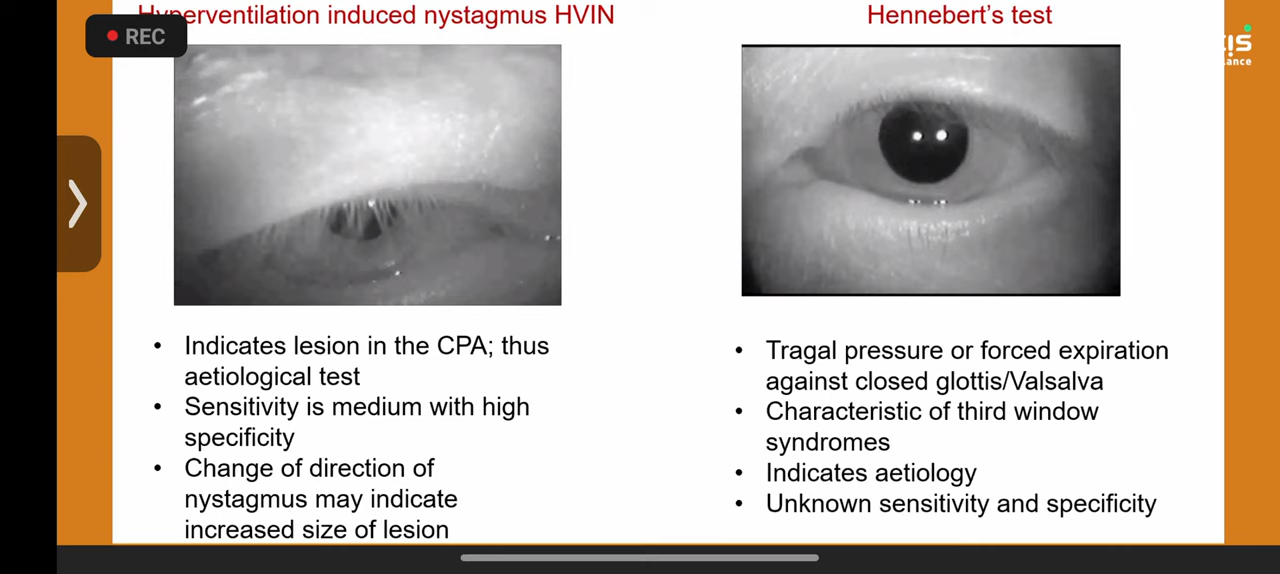 Hyperventilation induced nystagmus HVIN
Hennebert's test
REC
• Indicates lesion in the CPA; thus
aetiological test
• Sensitivity is medium with high
specificity
• Change of direction of
nystagmus may indicate
increased size of lesion
• Tragal pressure or forced expiration
against closed glottis/Valsalva
• Characteristic of third window
syndromes
• Indicates aetiology
• Unknown sensitivity and specificity